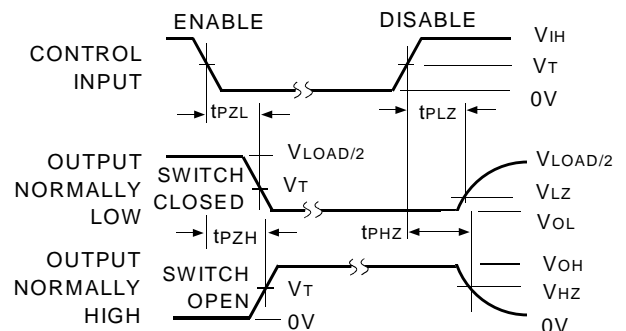 ENABLE
DISABLE
CONTROL
INPUT
VIH
VT
0V
tPZL
tPLZ
OUTPUT
NORMALLY
LOW
SWITCH
CLOSED
VLOAD/2
VT
VLOAD/2
VLZ
VOL
tPZH
tPHZ
OUTPUT
NORMALLY
HIGH
SWITCH
OPEN
VT
0V
VOH
VHZ
0V